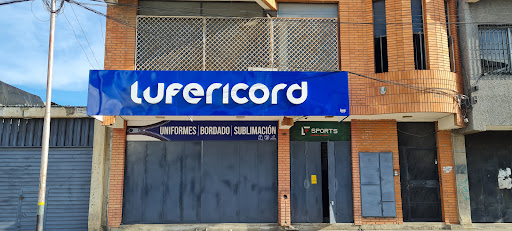 LUFERICORD
UNIFORMES | BORDADO | SUBLIMACIÓN
SPORTS